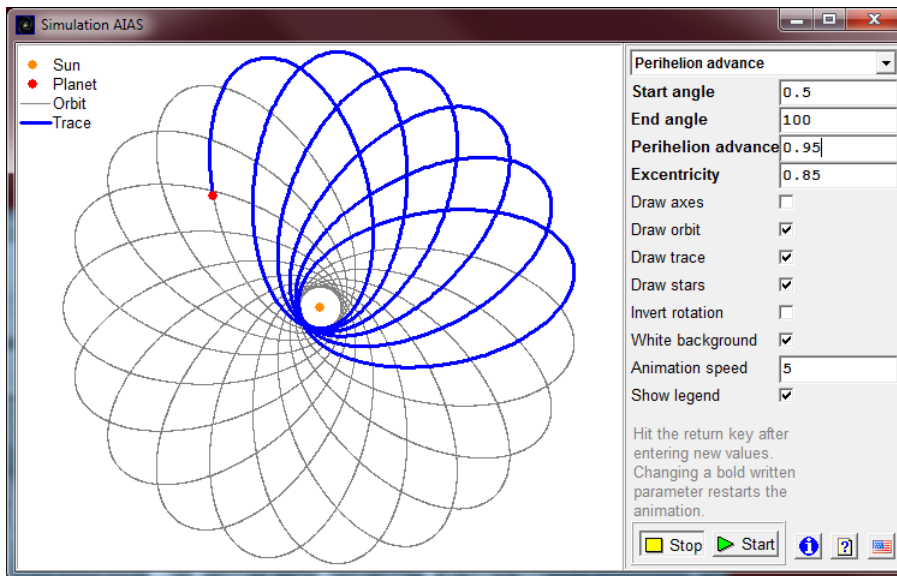 Simulation AIAS
Sun
Planet
Orbit
Trace
Perihelion advance
Start angle 0.5
End angle 100
Perihelion advance 0.95
Excentricity 0.85
Draw axes
Draw orbit
Draw trace
Draw stars
Invert rotation
White background
Animation speed 5
Show legend
Hit the return key after
entering new values.
Changing a bold written
parameter restarts the
animation.
Stop Start